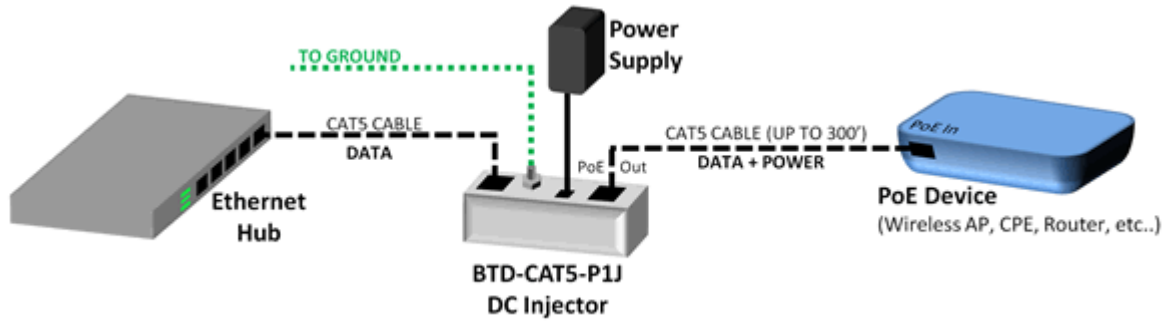 Power
Supply
TO GROUND
CAT5 CABLE
DATA
CAT5 CABLE (UP TO 300')
DATA + POWER
PoE In
PoE Out
Ethernet
Hub
PoE Device
(Wireless AP, CPE, Router, etc..)
BTD-CAT5-P1J
DC Injector